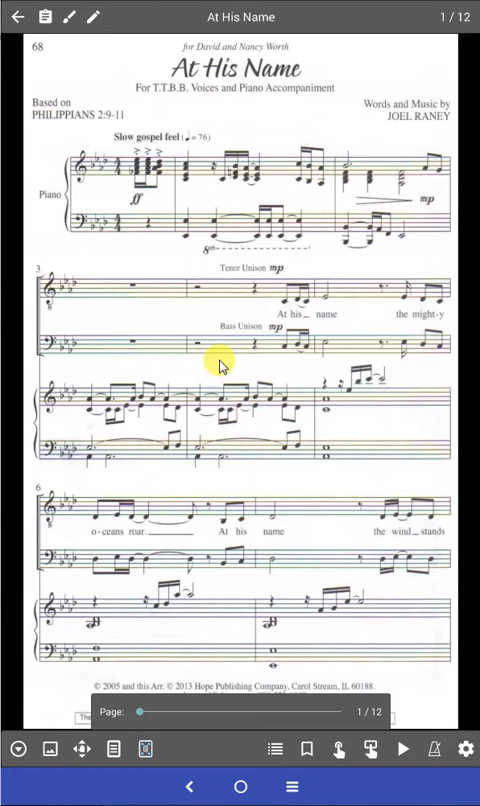 At His Name
1 / 12
68
for David and Nancy Worth
At His Name
For T.T.B.B. Voices and Piano Accompaniment
Based on
PHILIPPIANS 2:9-11
Words and Music by
JOEL RANEY
Slow gospel feel (♩=76)
Piano
ff
mp
8vb
3
Tenor Unison mp
At his_ name the might-y
Bass Unison mp
6
o-ceans roar.________ At his name the wind_ stands
© 2005 and this Arr. © 2013 Hope Publishing Company, Carol Stream, IL 60188.
Page: 1 / 12